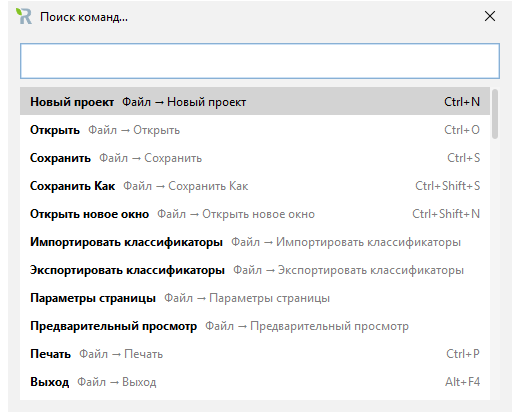 Поиск команд...
Новый проект Файл → Новый проект Ctrl+N
Открыть Файл → Открыть Ctrl+O
Сохранить Файл → Сохранить Ctrl+S
Сохранить Как Файл → Сохранить Как Ctrl+Shift+S
Открыть новое окно Файл → Открыть новое окно Ctrl+Shift+N
Импортировать классификаторы Файл → Импортировать классификаторы
Экспортировать классификаторы Файл → Экспортировать классификаторы
Параметры страницы Файл → Параметры страницы
Предварительный просмотр Файл → Предварительный просмотр
Печать Файл → Печать Ctrl+P
Выход Файл → Выход Alt+F4